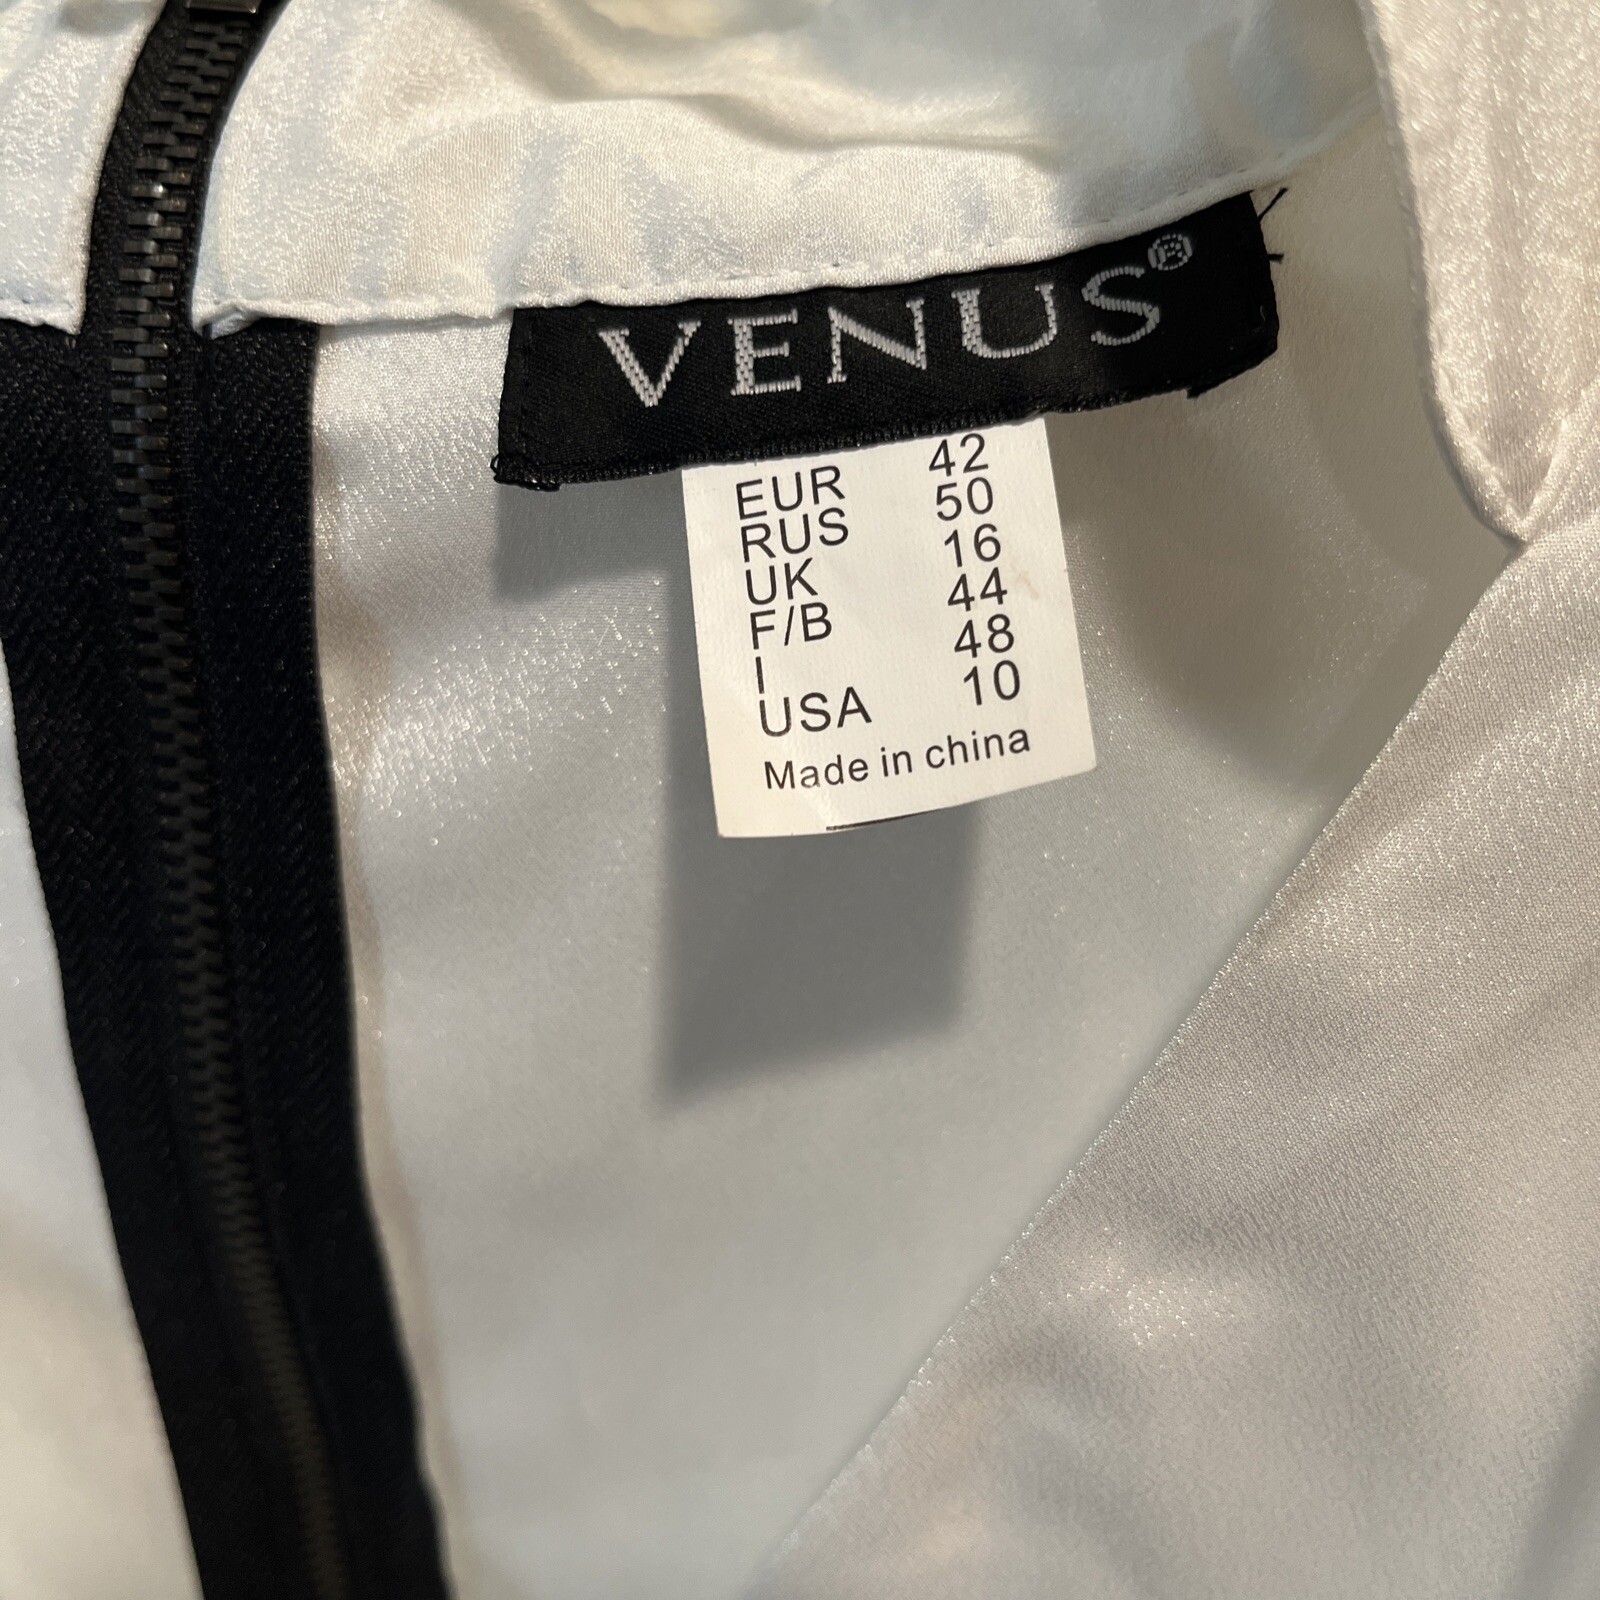 VENUS®
EUR 42
RUS 50
UK 16
F/B 44
I 48
USA 10
Made in china